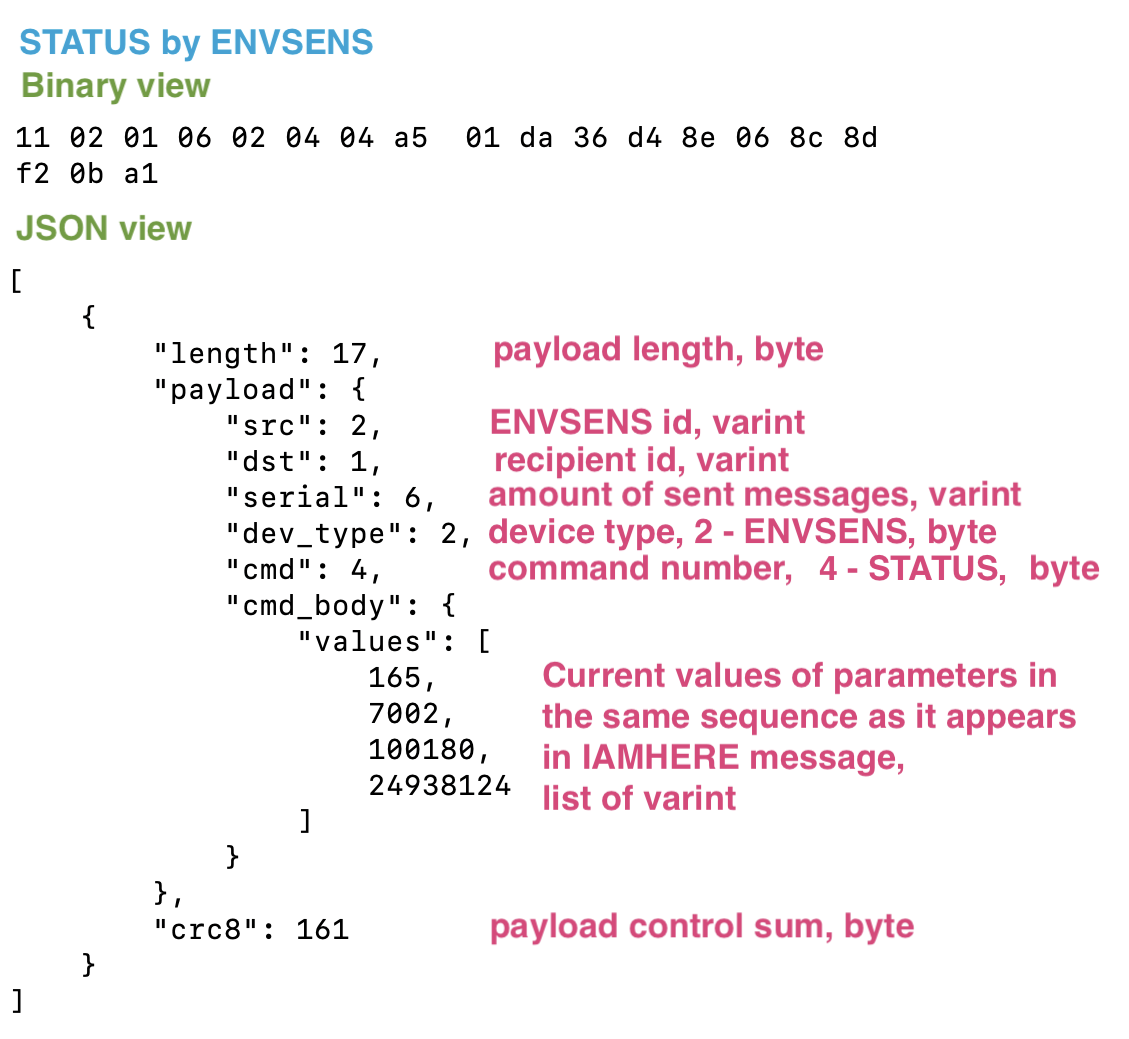 STATUS by ENVSENS
Binary view
11 02 01 06 02 04 04 a5  01 da 36 d4 8e 06 8c 8d
f2 0b a1
JSON view
[
    {
        "length": 17, payload length, byte
        "payload": {
            "src": 2, ENVSENS id, varint
            "dst": 1, recipient id, varint
            "serial": 6, amount of sent messages, varint
            "dev_type": 2, device type, 2 - ENVSENS, byte
            "cmd": 4, command number, 4 - STATUS, byte
            "cmd_body": {
                "values": [
                    165, Current values of parameters in
                    7002, the same sequence as it appears
                    100180, in IAMHERE message,
                    24938124 list of varint
                ]
            }
        },
        "crc8": 161 payload control sum, byte
    }
]